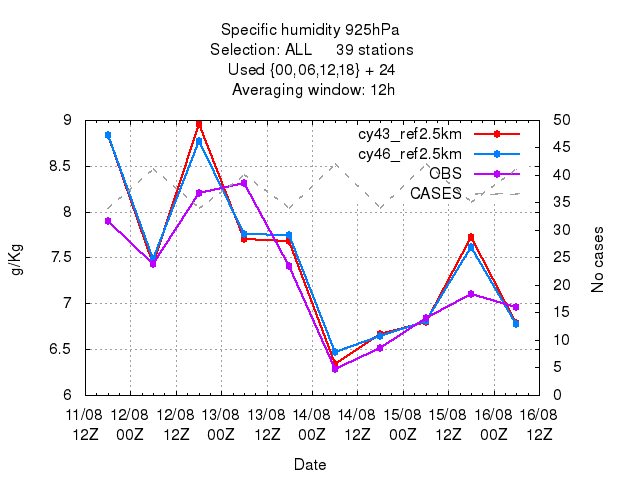 Specific humidity 925hPa
Selection: ALL 39 stations
Used {00,06,12,18} + 24
Averaging window: 12h
9
8.5
8
7.5
7
6.5
6
g/Kg
cy43_ref2.5km
cy46_ref2.5km
OBS
CASES
50
45
40
35
30
25
20
15
10
5
0
No cases
11/08 12/08 12/08 13/08 13/08 14/08 14/08 15/08 15/08 16/08 16/08
12Z 00Z 12Z 00Z 12Z 00Z 12Z 00Z 12Z 00Z 12Z
Date